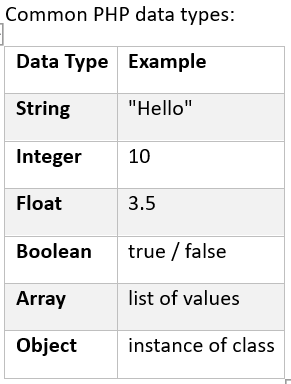 Common PHP data types:
Data Type Example
String "Hello"
Integer 10
Float 3.5
Boolean true / false
Array list of values
Object instance of class